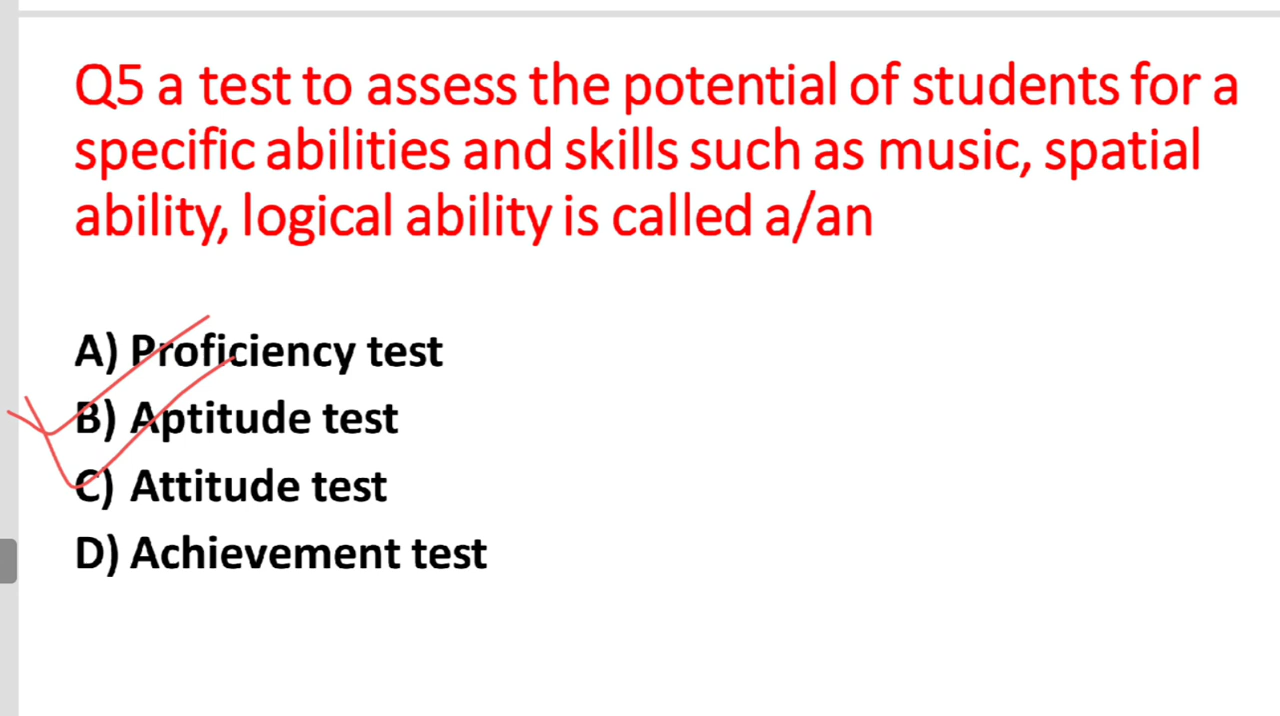 Q5 a test to assess the potential of students for a
specific abilities and skills such as music, spatial
ability, logical ability is called a/an
A) Proficiency test
B) Aptitude test
C) Attitude test
D) Achievement test